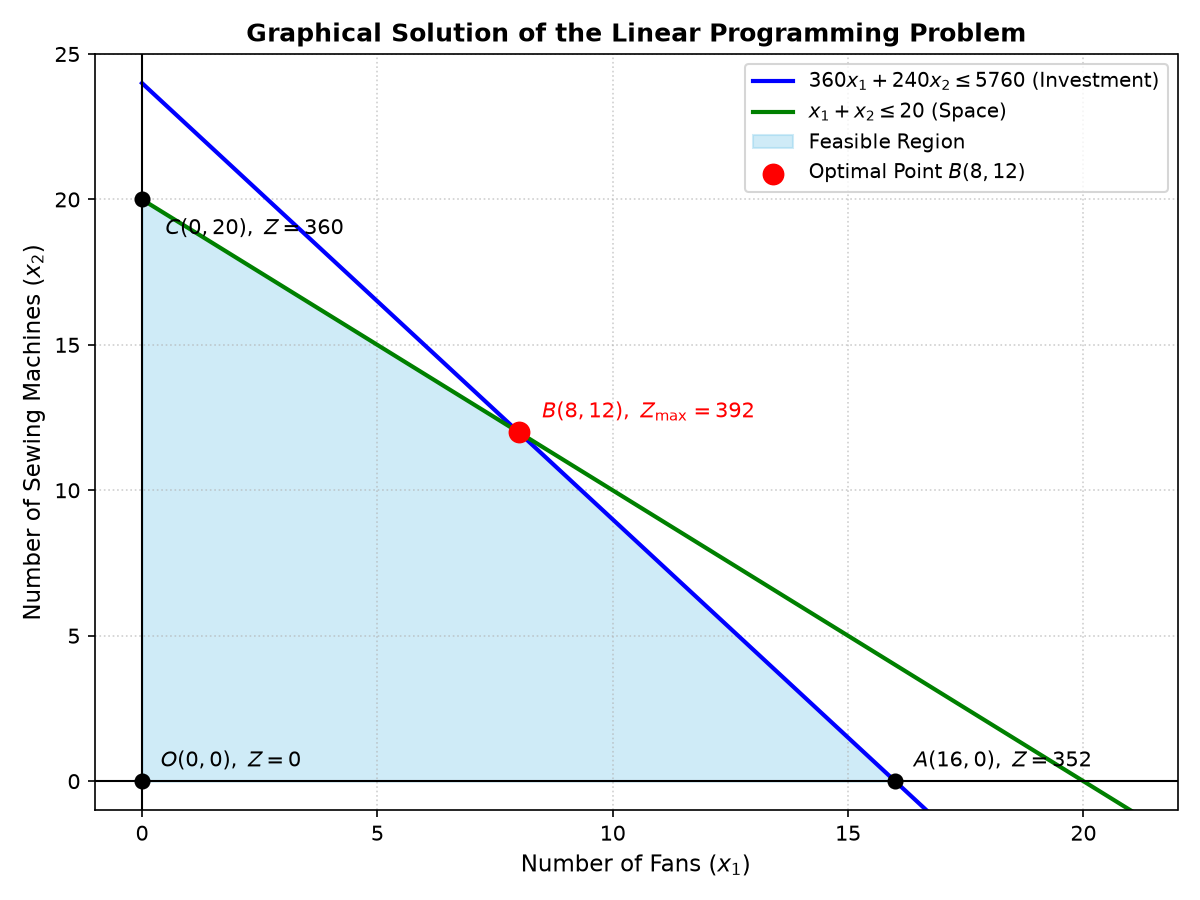 Graphical Solution of the Linear Programming Problem
25
20
15
10
5
0
Number of Sewing Machines (x₂)
360x₁ + 240x₂ ≤ 5760 (Investment)
x₁ + x₂ ≤ 20 (Space)
Feasible Region
Optimal Point B(8, 12)
C(0, 20), Z = 360
B(8, 12), Zmax = 392
O(0, 0), Z = 0
A(16, 0), Z = 352
0 5 10 15 20
Number of Fans (x₁)